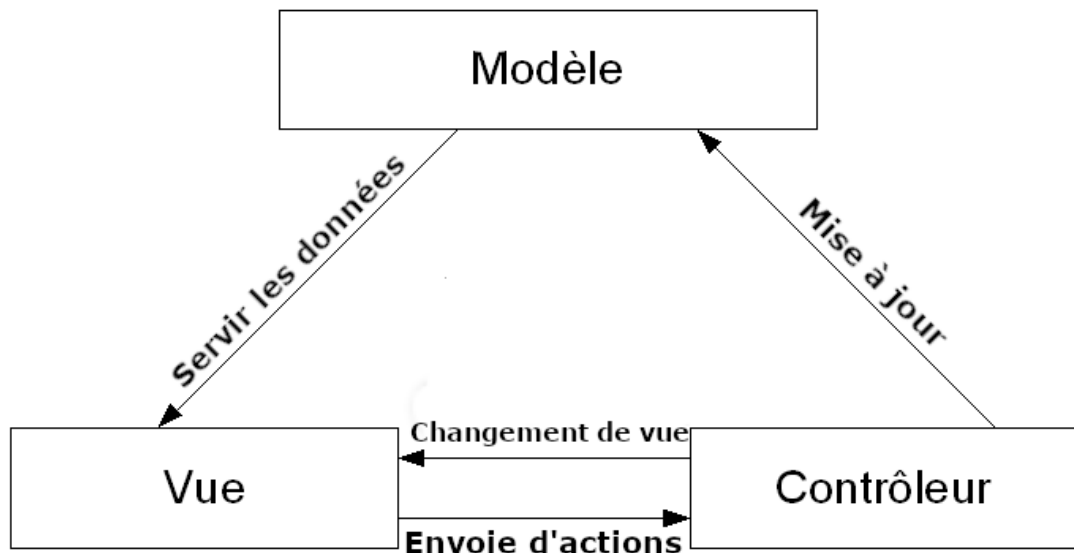 Modèle
Servir les données
Mise à jour
Changement de vue
Vue
Contrôleur
Envoie d'actions